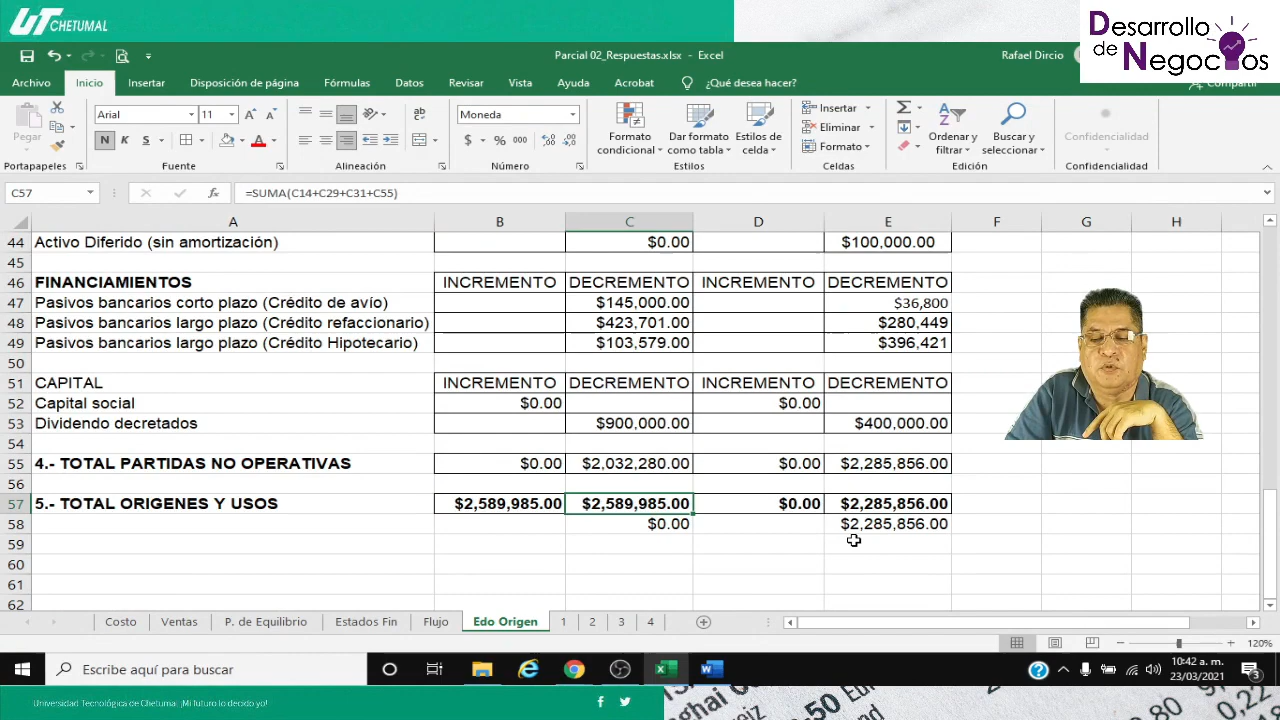 UT CHETUMAL
Desarrollo
de
Negocios
Parcial 02_Respuestas.xlsx - Excel
Rafael Dircio
Archivo Inicio Insertar Disposición de página Fórmulas Datos Revisar Vista Ayuda Acrobat ¿Qué desea hacer? Compartir
Pegar
Portapapeles
Arial 11
N K S
Fuente
ab
Alineación
Moneda
$ % 000
Número
Formato condicional
Dar formato como tabla
Estilos de celda
Estilos
Insertar
Eliminar
Formato
Celdas
Ordenar y filtrar
Buscar y seleccionar
Edición
Confidencialidad
Confidencialidad
C57 fx =SUMA(C14+C29+C31+C55)
A B C D E F G H
44 Activo Diferido (sin amortización) $0.00 $100,000.00
45
46 FINANCIAMIENTOS INCREMENTO DECREMENTO INCREMENTO DECREMENTO
47 Pasivos bancarios corto plazo (Crédito de avío) $145,000.00 $36,800
48 Pasivos bancarios largo plazo (Crédito refaccionario) $423,701.00 $280,449
49 Pasivos bancarios largo plazo (Crédito Hipotecario) $103,579.00 $396,421
50
51 CAPITAL INCREMENTO DECREMENTO INCREMENTO DECREMENTO
52 Capital social $0.00 $0.00
53 Dividendo decretados $900,000.00 $400,000.00
54
55 4.- TOTAL PARTIDAS NO OPERATIVAS $0.00 $2,032,280.00 $0.00 $2,285,856.00
56
57 5.- TOTAL ORIGENES Y USOS $2,589,985.00 $2,589,985.00 $0.00 $2,285,856.00
58 $0.00 $2,285,856.00
59
60
61
62
Costo Ventas P. de Equilibrio Estados Fin Flujo Edo Origen 1 2 3 4
120%
Escribe aquí para buscar
10:42 a. m.
23/03/2021
3
Universidad Tecnológica de Chetumal: ¡Mi futuro lo decido yo!